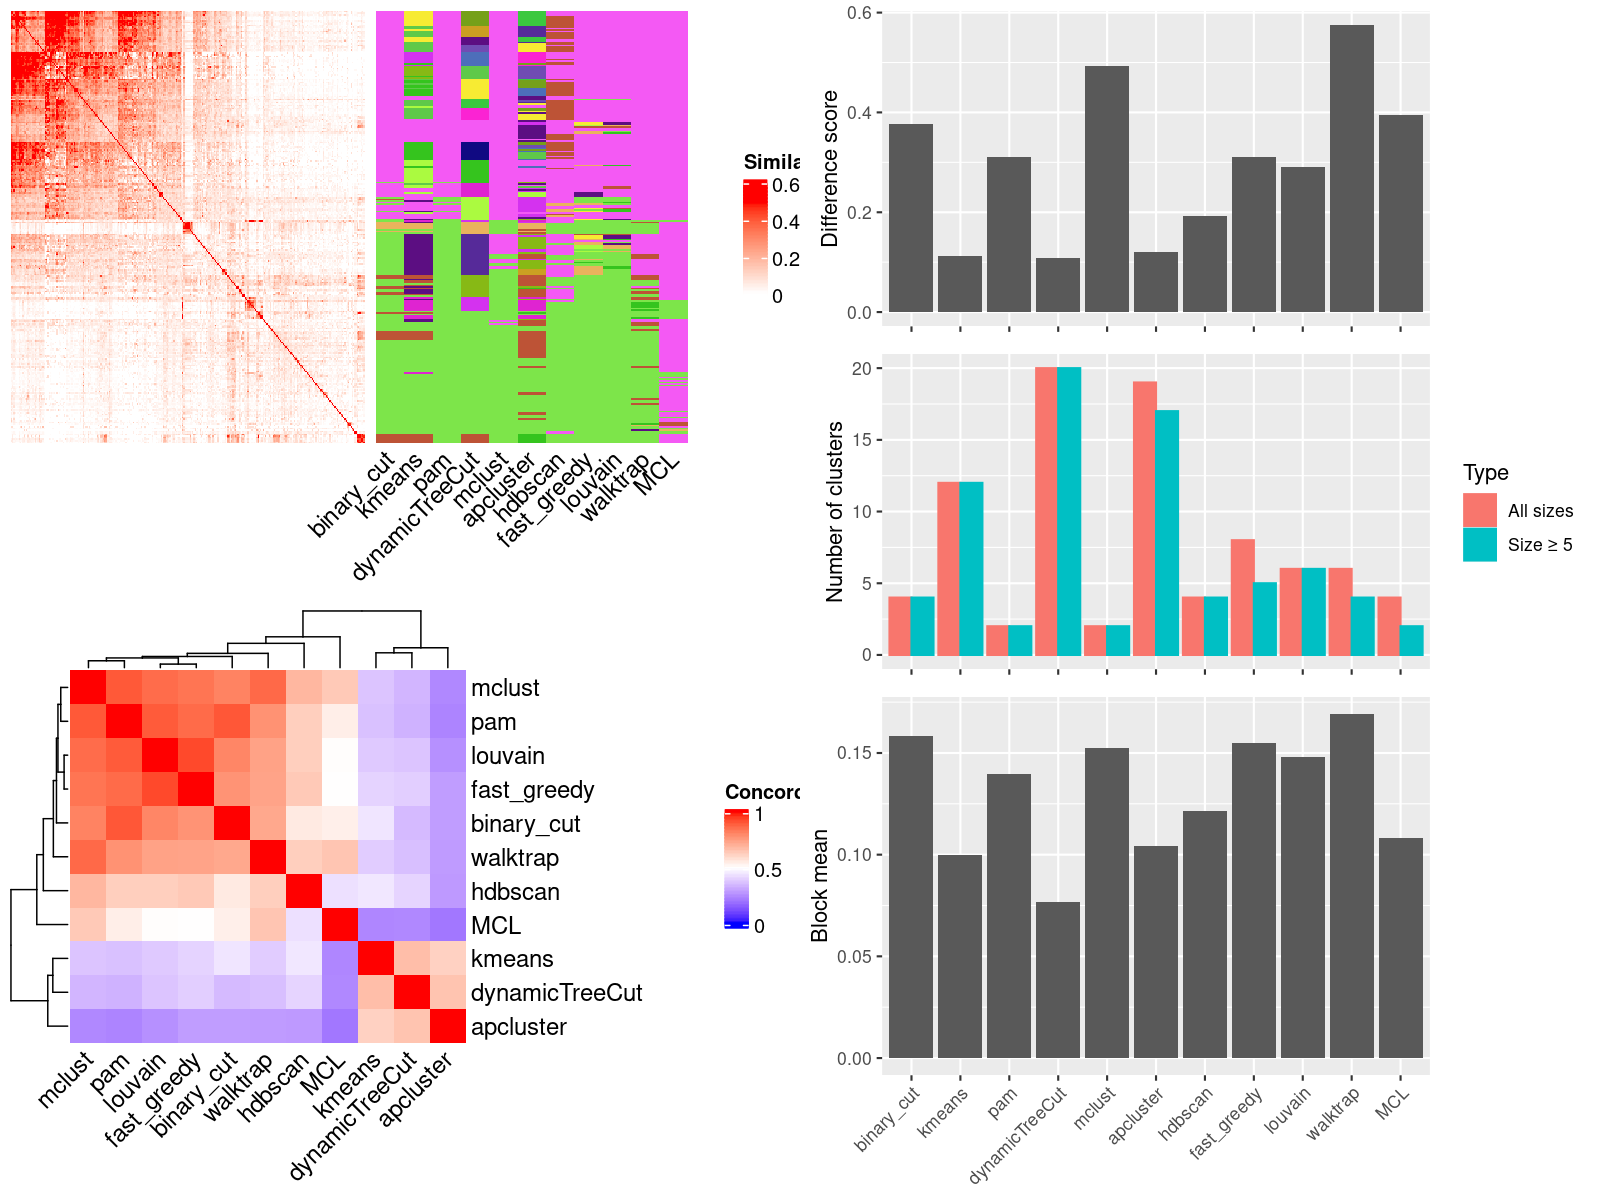 Simila
0.6
0.4
0.2
0
binary_cut
kmeans
pam
dynamicTreeCut
mclust
apcluster
hdbscan
fast_greedy
louvain
walktrap
MCL
mclust
pam
louvain
fast_greedy
binary_cut
walktrap
hdbscan
MCL
kmeans
dynamicTreeCut
apcluster
mclust
pam
louvain
fast_greedy
binary_cut
walktrap
hdbscan
MCL
kmeans
dynamicTreeCut
apcluster
Concord
1
0.5
0
Difference score
0.6
0.4
0.2
0.0
Number of clusters
20
15
10
5
0
Type
All sizes
Size ≥ 5
Block mean
0.15
0.10
0.05
0.00
binary_cut
kmeans
pam
dynamicTreeCut
mclust
apcluster
hdbscan
fast_greedy
louvain
walktrap
MCL